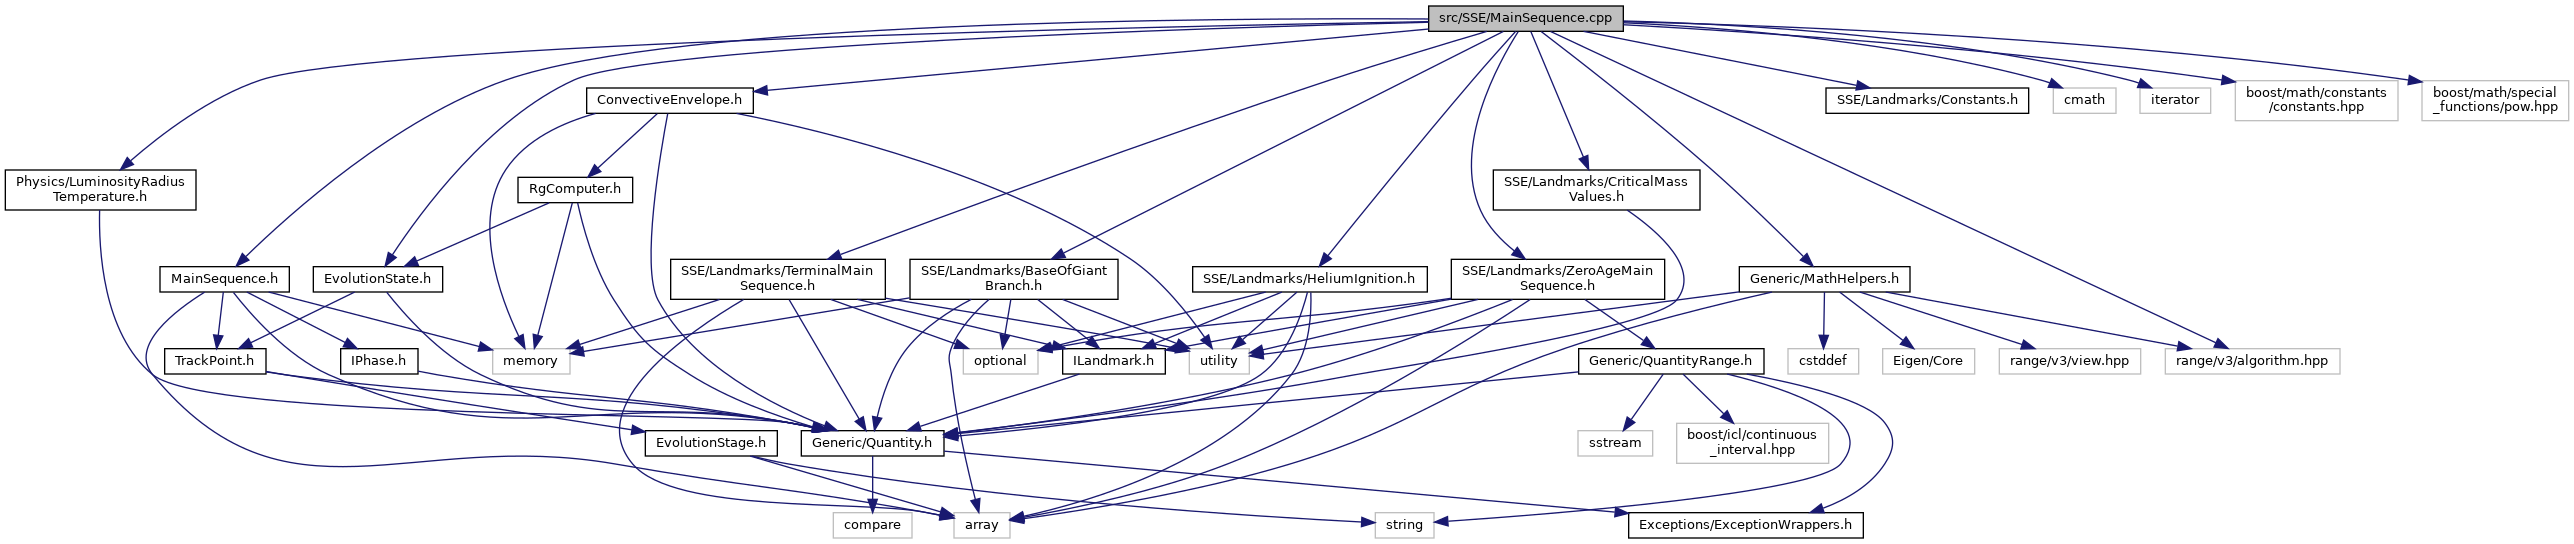 src/SSE/MainSequence.cpp
ConvectiveEnvelope.h
SSE/Landmarks/Constants.h
cmath
iterator
boost/math/constants
/constants.hpp
boost/math/special
_functions/pow.hpp
Physics/LuminosityRadius
Temperature.h
RgComputer.h
SSE/Landmarks/CriticalMass
Values.h
MainSequence.h
EvolutionState.h
SSE/Landmarks/TerminalMain
Sequence.h
SSE/Landmarks/BaseOfGiant
Branch.h
SSE/Landmarks/HeliumIgnition.h
SSE/Landmarks/ZeroAgeMain
Sequence.h
Generic/MathHelpers.h
TrackPoint.h
IPhase.h
memory
optional
ILandmark.h
utility
Generic/QuantityRange.h
cstddef
Eigen/Core
range/v3/view.hpp
range/v3/algorithm.hpp
EvolutionStage.h
Generic/Quantity.h
sstream
boost/icl/continuous
_interval.hpp
compare
array
string
Exceptions/ExceptionWrappers.h